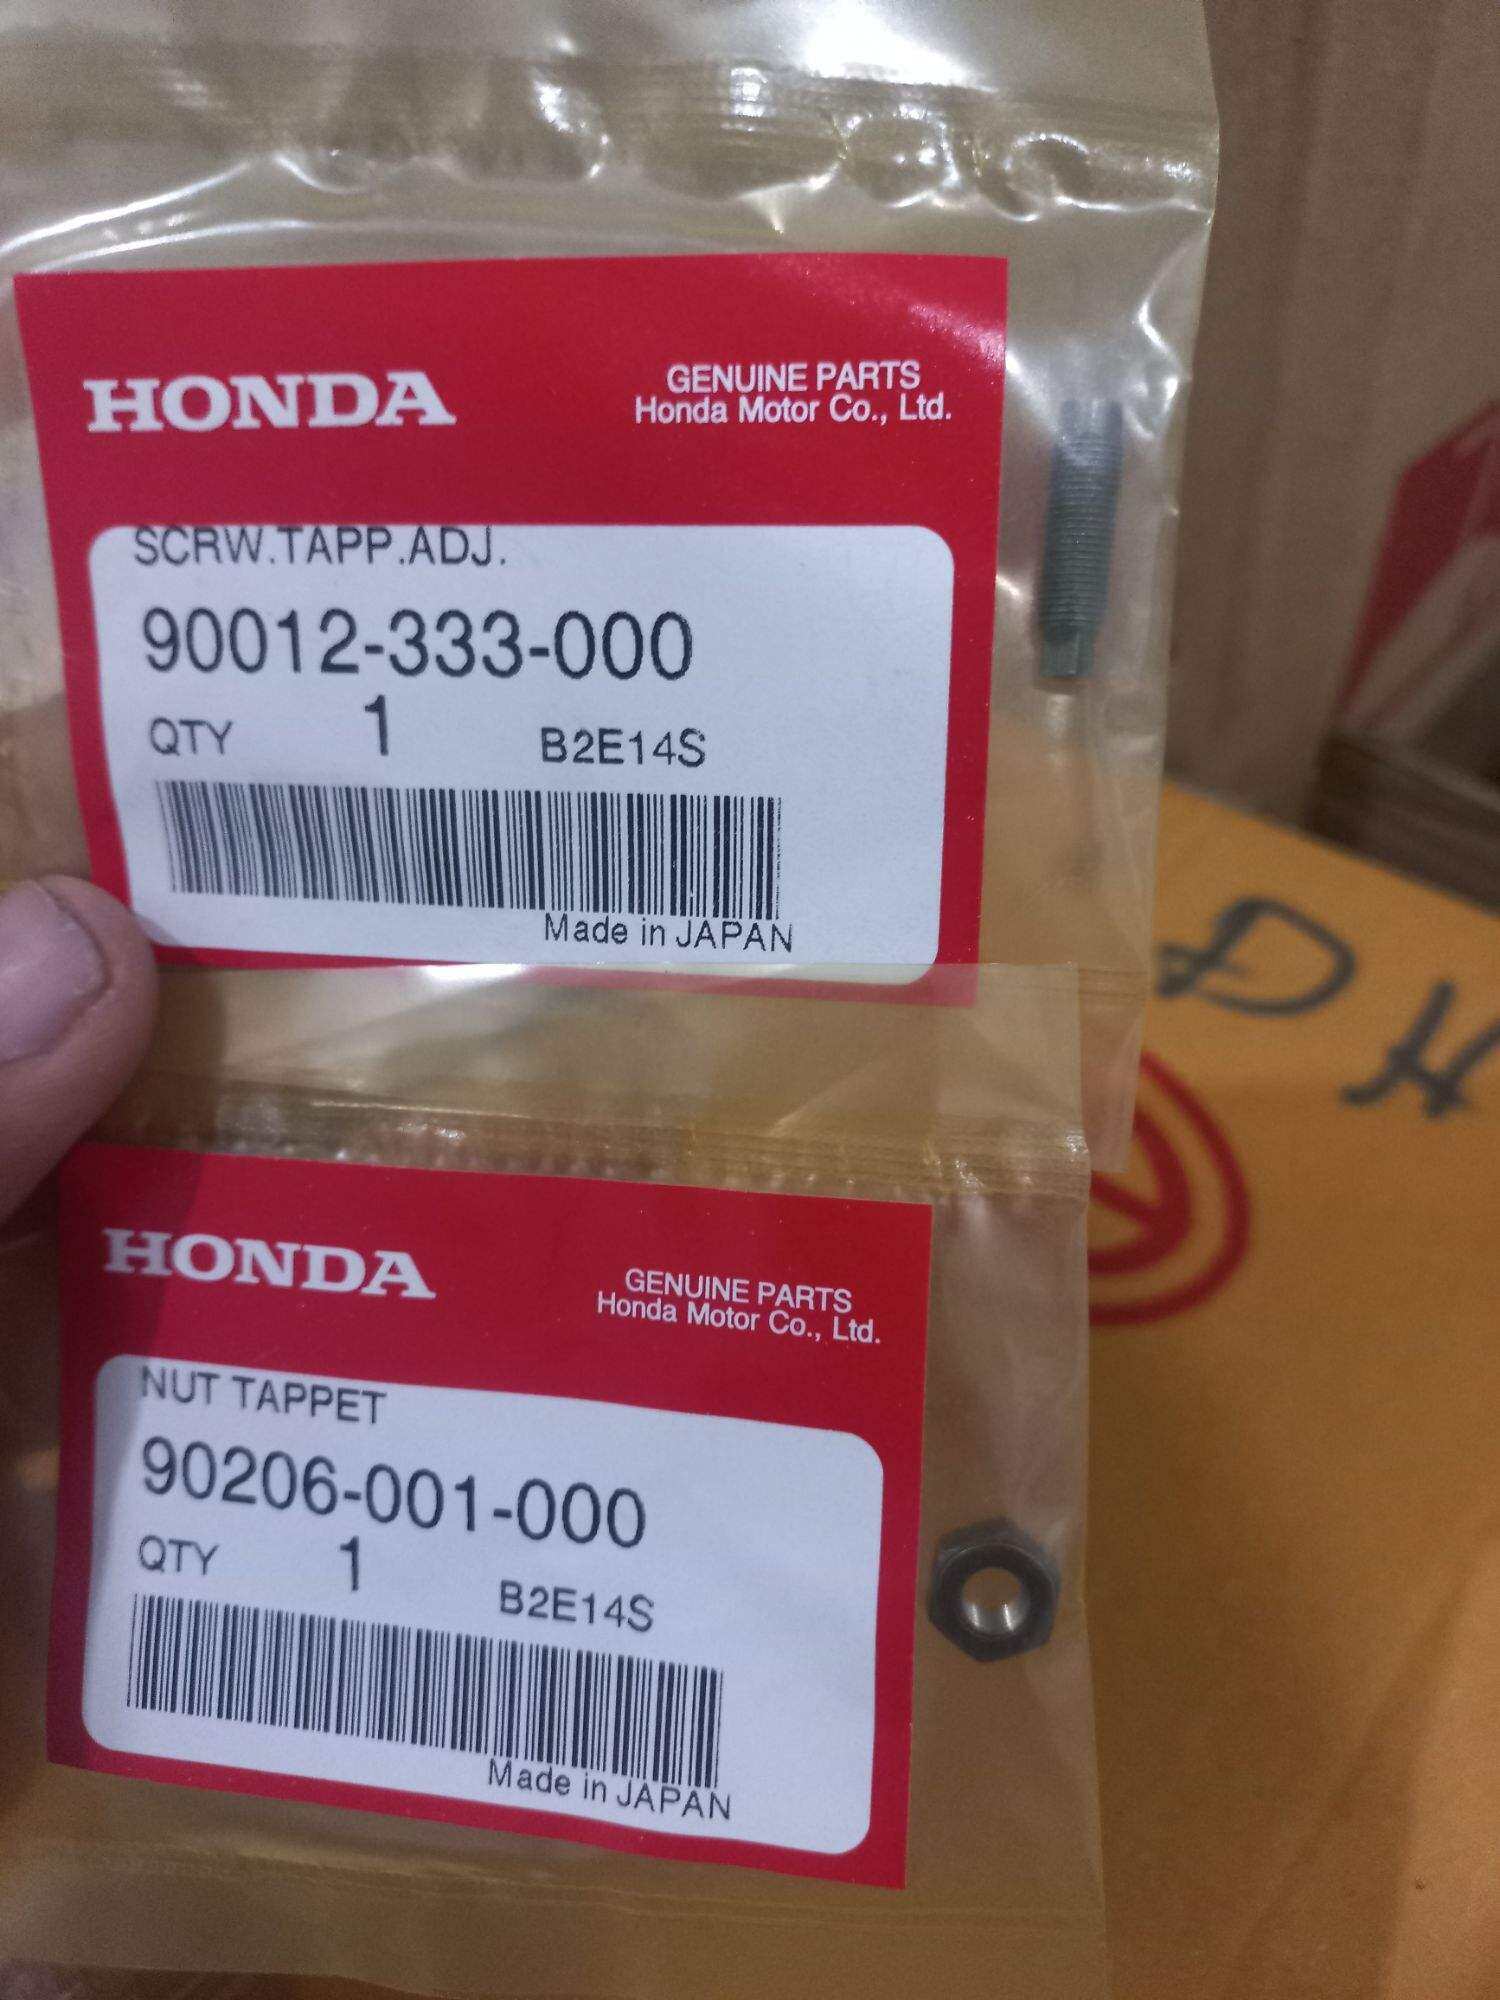 HONDA
GENUINE PARTS
Honda Motor Co., Ltd.
SCRW.TAPP.ADJ.
90012-333-000
QTY 1 B2E14S
Made in JAPAN
HONDA
GENUINE PARTS
Honda Motor Co., Ltd.
NUT TAPPET
90206-001-000
QTY 1 B2E14S
Made in JAPAN